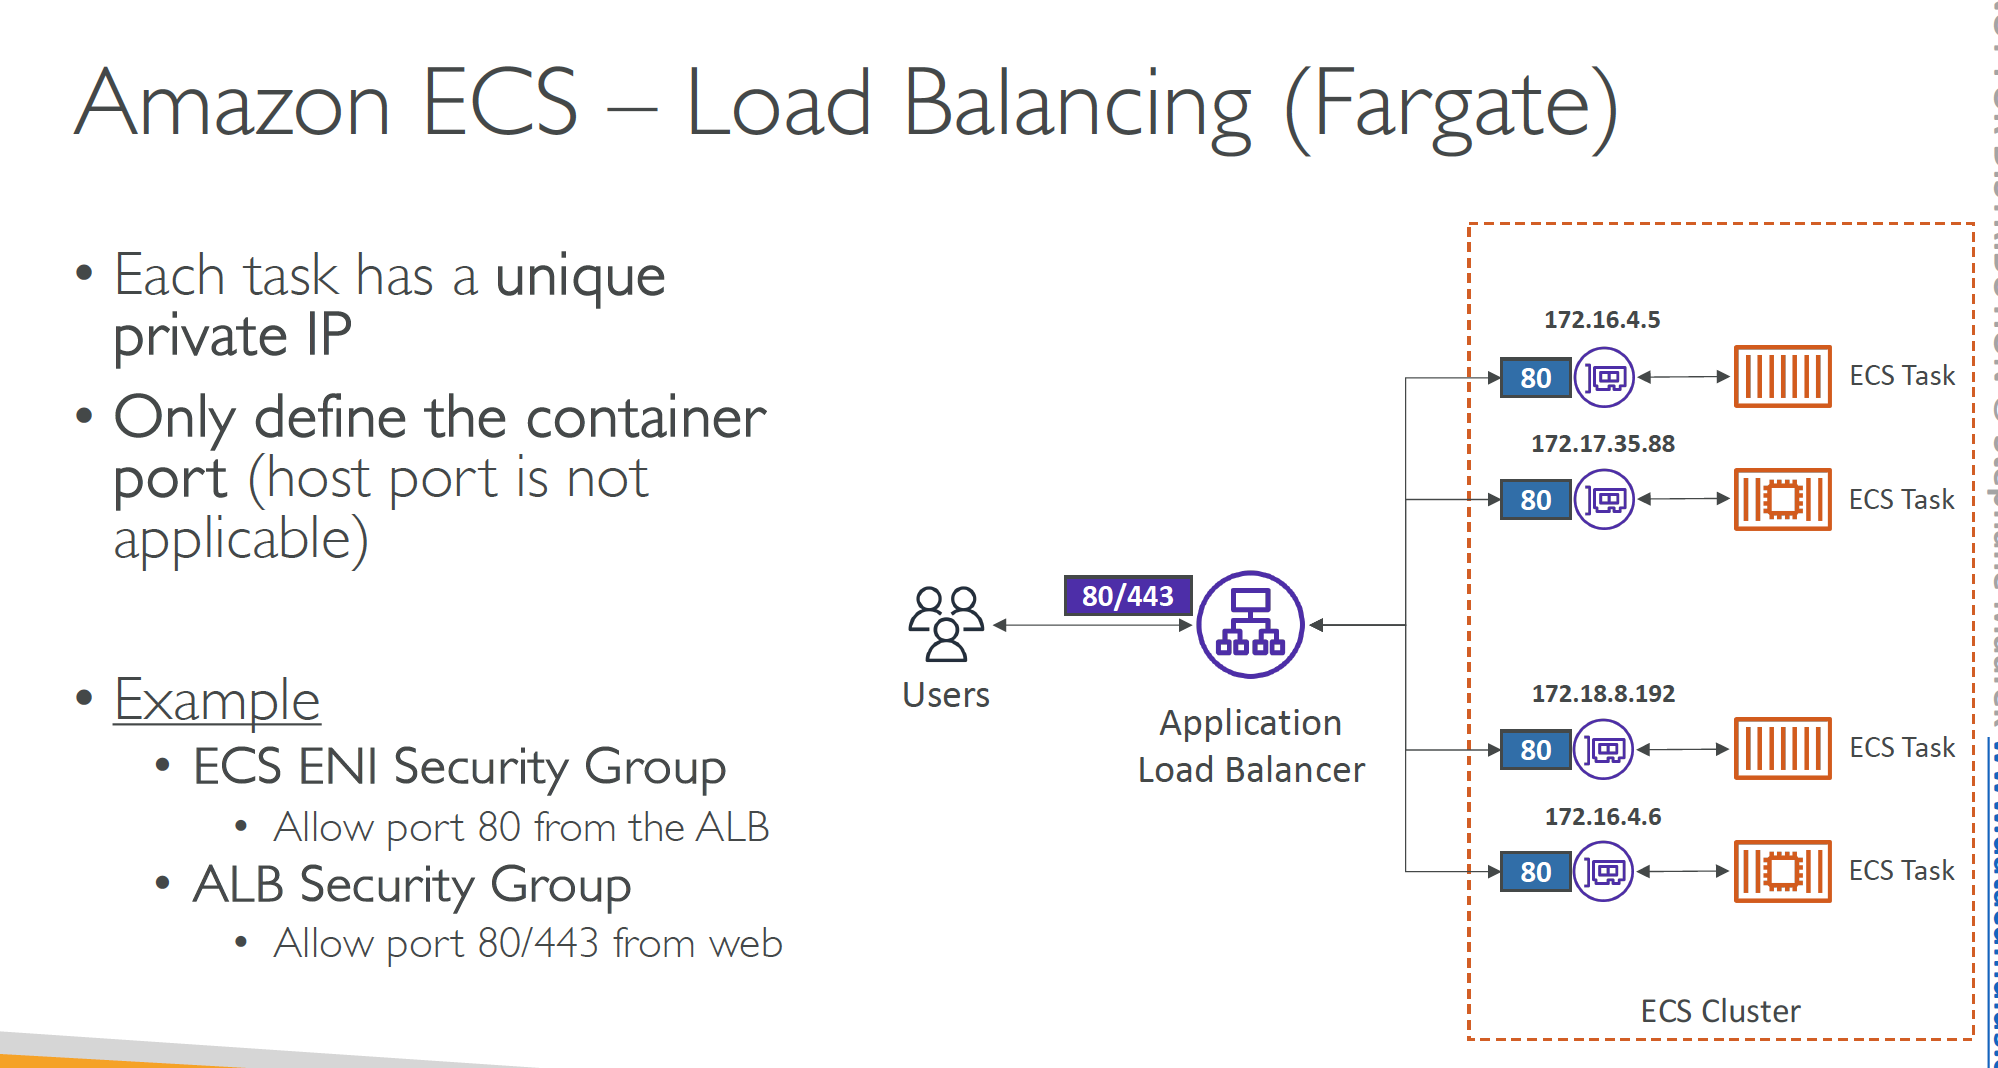 Amazon ECS – Load Balancing (Fargate)
• Each task has a unique
private IP
• Only define the container
port (host port is not
applicable)
• Example
• ECS ENI Security Group
• Allow port 80 from the ALB
• ALB Security Group
• Allow port 80/443 from web
Users
80/443
Application
Load Balancer
172.16.4.5
80
ECS Task
172.17.35.88
80
ECS Task
172.18.8.192
80
ECS Task
172.16.4.6
80
ECS Task
ECS Cluster